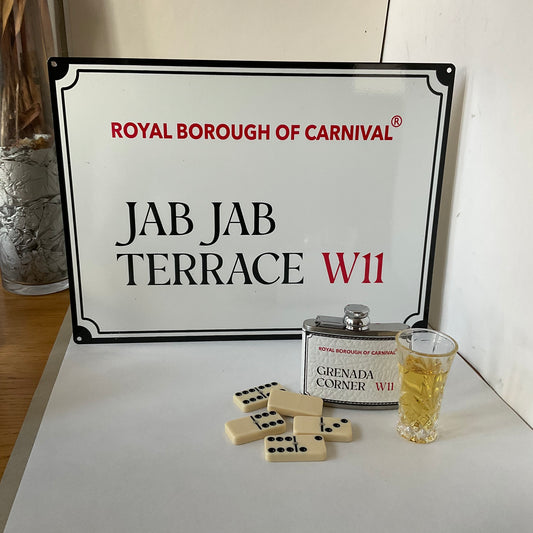 ROYAL BOROUGH OF CARNIVAL®
JAB JAB
TERRACE W11
ROYAL BOROUGH OF CARNIVAL
GRENADA
CORNER W11